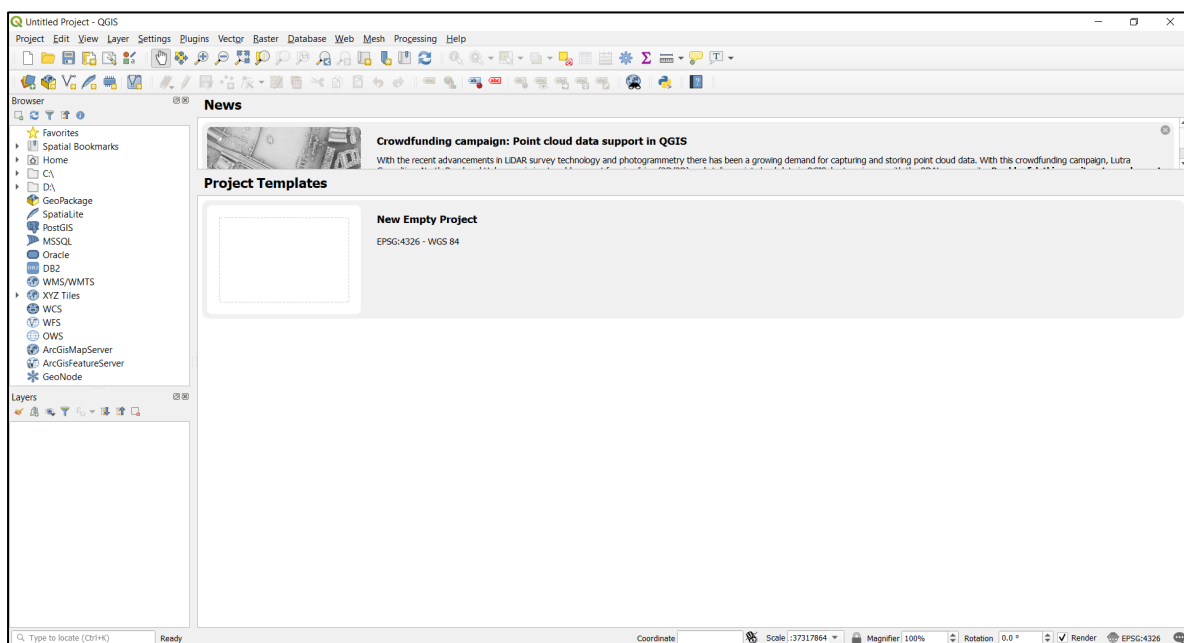 Untitled Project - QGIS
Project Edit View Layer Settings Plugins Vector Raster Database Web Mesh Processing Help
Browser
Favorites
Spatial Bookmarks
Home
C:\
D:\
GeoPackage
SpatiaLite
PostGIS
MSSQL
Oracle
DB2
WMS/WMTS
XYZ Tiles
WCS
WFS
OWS
ArcGisMapServer
ArcGisFeatureServer
GeoNode
Layers
News
Crowdfunding campaign: Point cloud data support in QGIS
With the recent advancements in LiDAR survey technology and photogrammetry there has been a growing demand for capturing and storing point cloud data. With this crowdfunding campaign, Lutra
Project Templates
New Empty Project
EPSG:4326 - WGS 84
Type to locate (Ctrl+K) Ready Coordinate Scale :37317864 Magnifier 100% Rotation 0.0 ° Render EPSG:4326